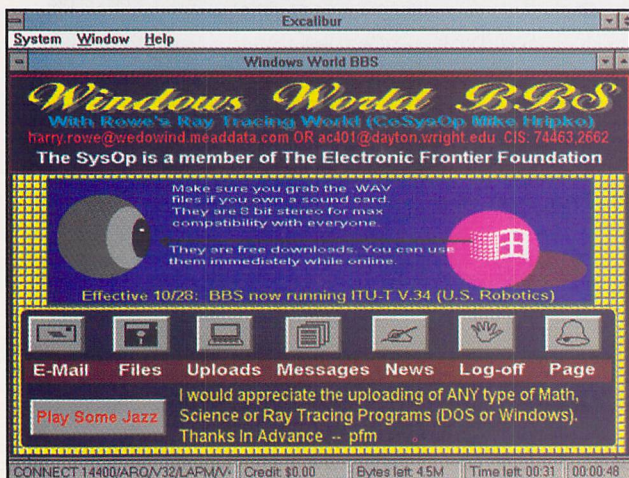 Excalibur
System Window Help
Windows World BBS
Windows World BBS
With Rowe's Ray Tracing World (CoSysOp Mike Hripko)
harry.rowe@wedowind.meaddata.com OR ac401@dayton.wright.edu CIS: 74463,2662
The SysOp is a member of The Electronic Frontier Foundation
Make sure you grab the .WAV
files if you own a sound card.
They are 8 bit stereo for max
compatibility with everyone.
They are free downloads. You can use
them immediately while online.
Effective 10/28: BBS now running ITU-T V.34 (U.S. Robotics)
E-Mail Files Uploads Messages News Log-off Page
Play Some Jazz
I would appreciate the uploading of ANY type of Math,
Science or Ray Tracing Programs (DOS or Windows).
Thanks In Advance -- pfm
CONNECT 14400/ARQ/V32/LAPM/V Credit: $0.00 Bytes left: 4.5M Time left: 00:31 00:00:48